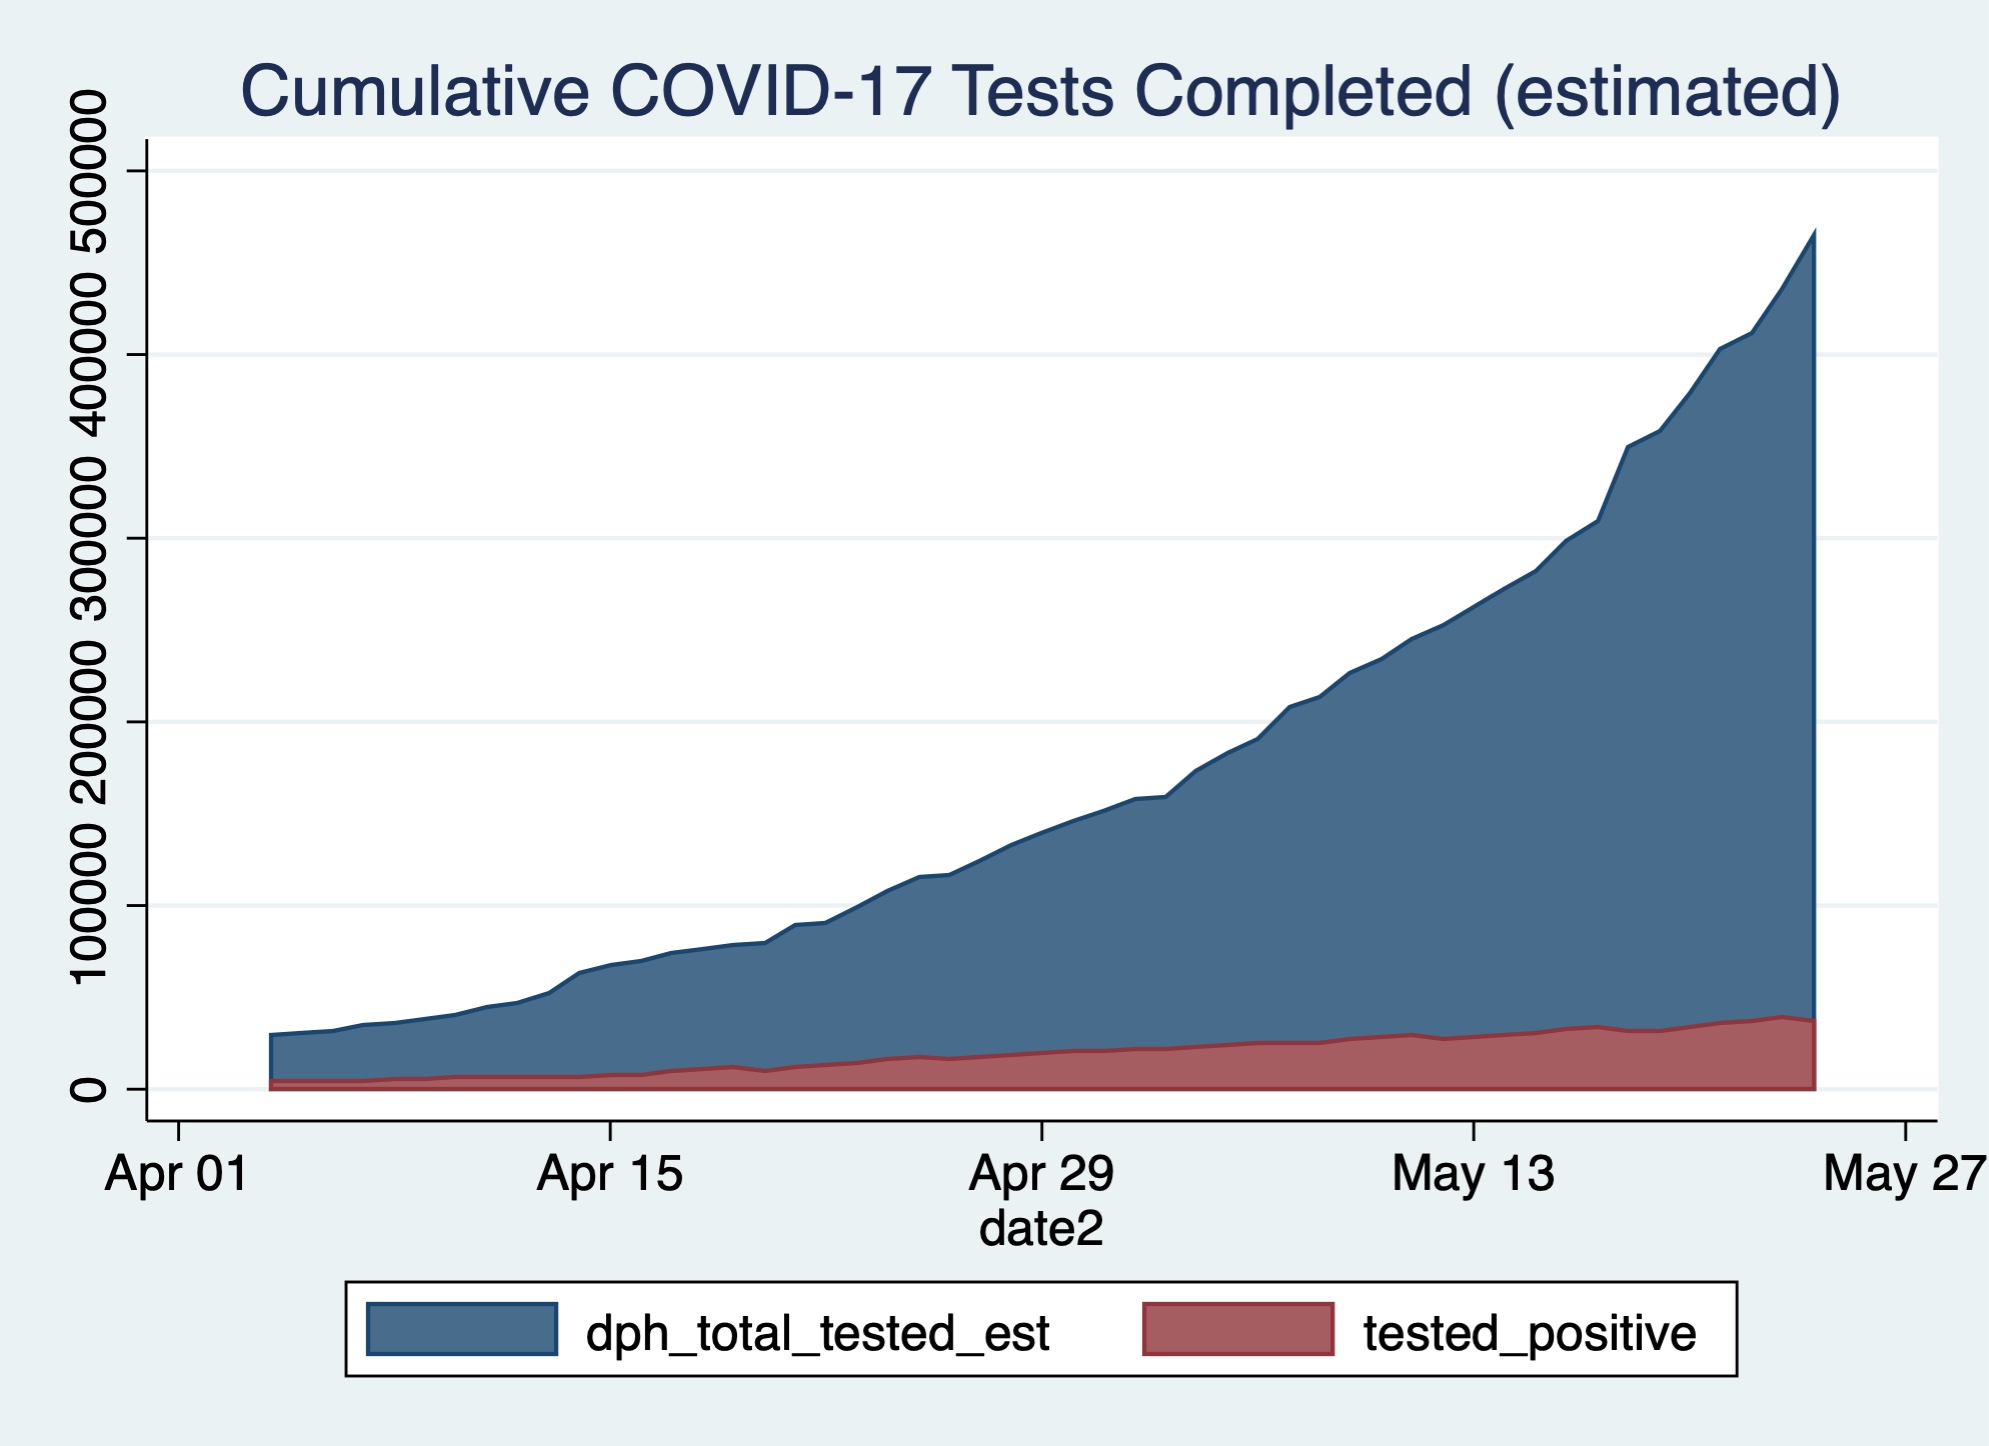 Cumulative COVID-17 Tests Completed (estimated)
500000
400000
300000
200000
100000
0
Apr 01
Apr 15
Apr 29
May 13
May 27
date2
dph_total_tested_est
tested_positive